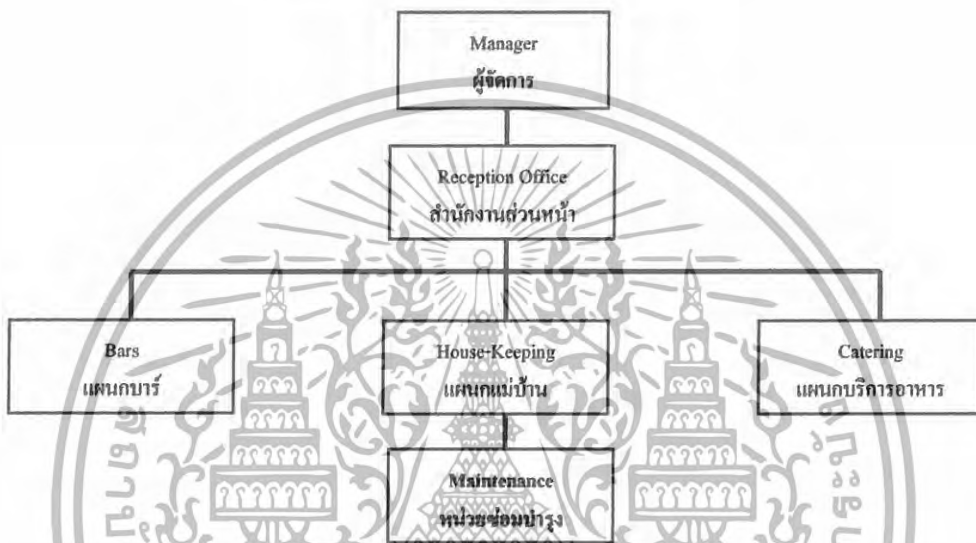 Manager
ผู้จัดการ
Reception Office
สำนักงานส่วนหน้า
Bars
แผนกบาร์
House-Keeping
แผนกแม่บ้าน
Catering
แผนกบริการอาหาร
Maintenance
หน่วยซ่อมบำรุง